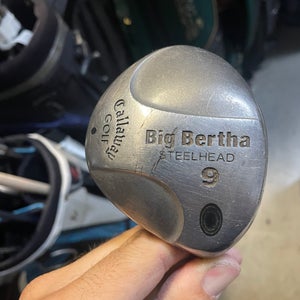 Callaway
GOLF
Big Bertha
STEELHEAD
9